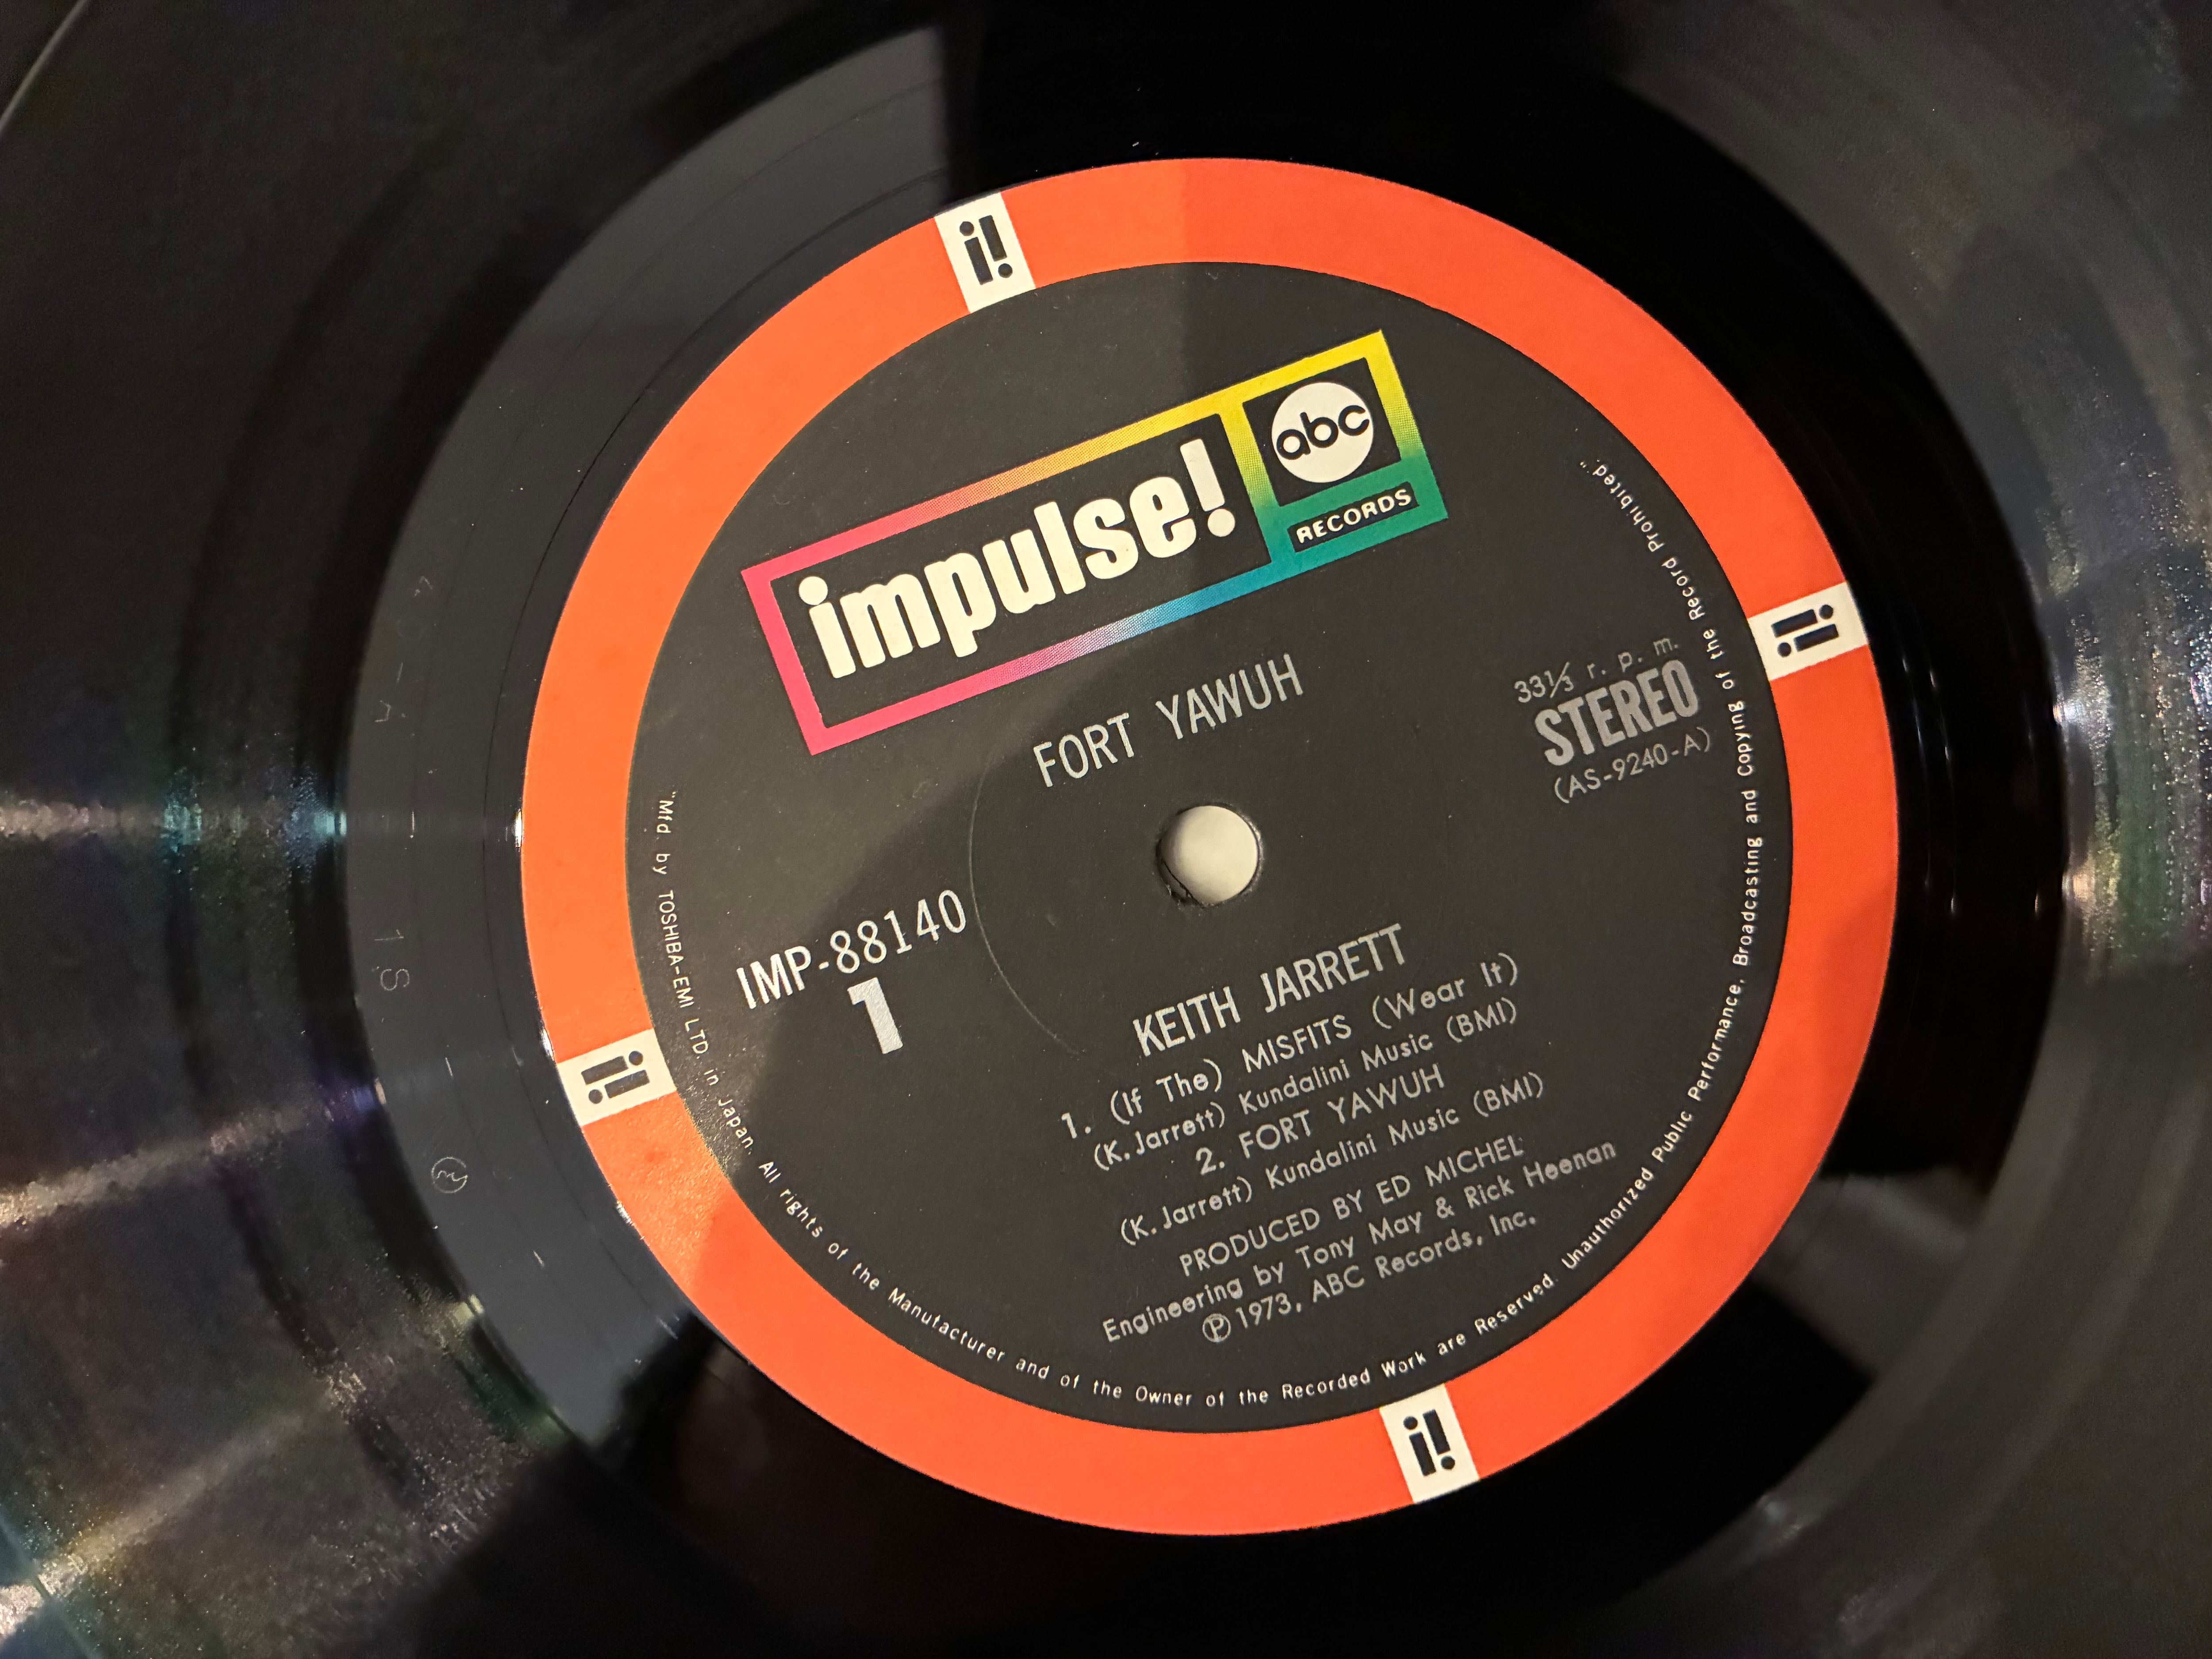 impulse!
abc
RECORDS
FORT YAWUH
33⅓ r. p. m.
STEREO
(AS-9240-A)
IMP-88140
1
KEITH JARRETT
1. (If The) MISFITS (Wear It)
(K. Jarrett) Kundalini Music (BMI)
2. FORT YAWUH
(K. Jarrett) Kundalini Music (BMI)
PRODUCED BY ED MICHEL
Engineering by Tony May & Rick Heenan
℗ 1973, ABC Records, Inc.
"Mfd. by TOSHIBA-EMI LTD. in Japan. All rights of the Manufacturer and of the Owner of the Recorded Work are Reserved. Unauthorized Public Performance, Broadcasting and Copying of the Record Prohibited."
i!
i!
i!
i!
1S